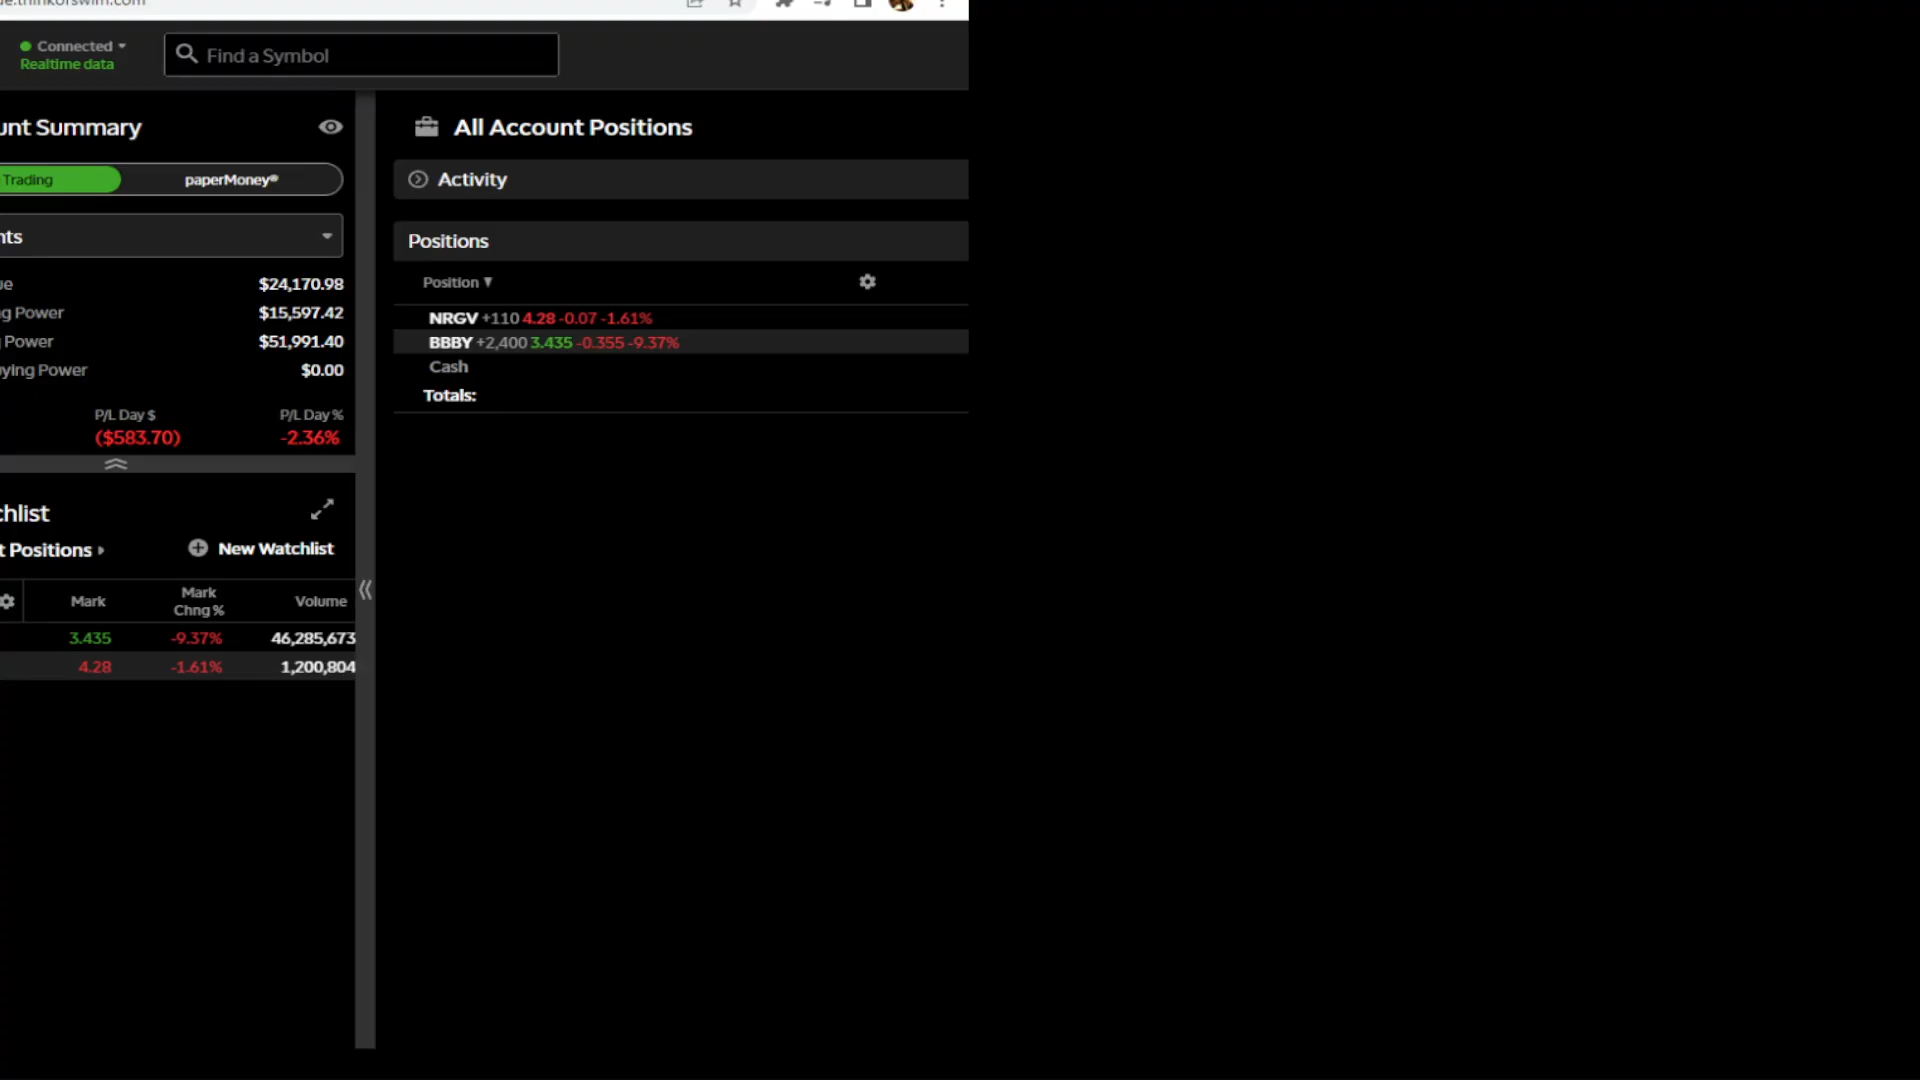 de.thinkorswim.com
Connected
Realtime data
Find a Symbol
unt Summary
Trading
paperMoney®
nts
ue $24,170.98
ng Power $15,597.42
Power $51,991.40
ying Power $0.00
P/L Day $ P/L Day %
($583.70) -2.36%
chlist
t Positions New Watchlist
Mark Mark Chng % Volume
3.435 -9.37% 46,285,673
4.28 -1.61% 1,200,804
All Account Positions
Activity
Positions
Position
NRGV +110 4.28 -0.07 -1.61%
BBBY +2,400 3.435 -0.355 -9.37%
Cash
Totals: